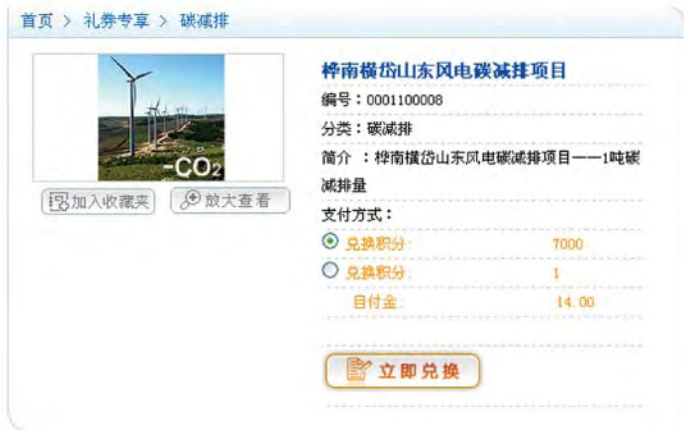 首页 > 礼券专享 > 碳减排
-CO2
加入收藏夹
放大查看
桦南横岱山东风电碳减排项目
编号：0001100008
分类：碳减排
简介 ：桦南横岱山东风电碳减排项目——1吨碳
减排量
支付方式：
兑换积分: 7000
兑换积分: 1
自付金: 14.00
立即兑换